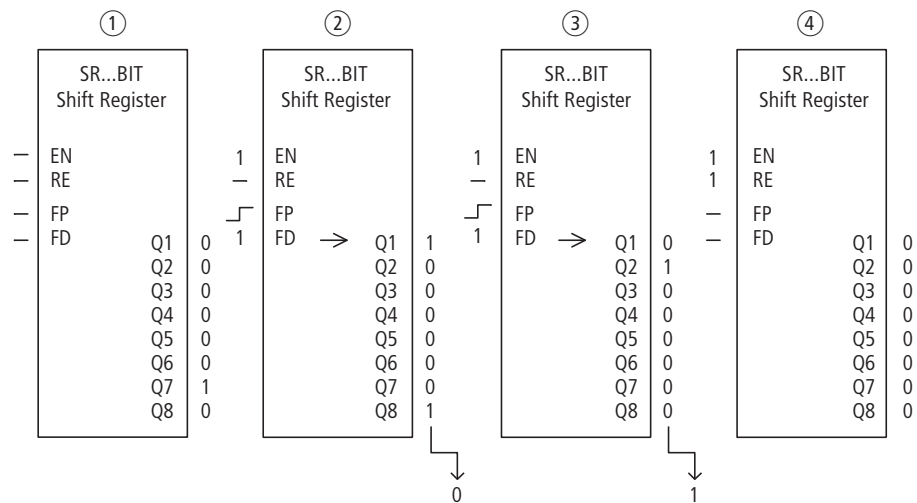 1 2 3 4
SR...BIT SR...BIT SR...BIT SR...BIT
Shift Register Shift Register Shift Register Shift Register
– EN 1 EN 1 EN 1 EN
– RE – RE – RE 1 RE
– FP FP FP – FP
– FD Q1 0 1 FD → Q1 1 1 FD → Q1 0 – FD Q1 0
Q2 0 Q2 0 Q2 1 Q2 0
Q3 0 Q3 0 Q3 0 Q3 0
Q4 0 Q4 0 Q4 0 Q4 0
Q5 0 Q5 0 Q5 0 Q5 0
Q6 0 Q6 0 Q6 0 Q6 0
Q7 1 Q7 0 Q7 0 Q7 0
Q8 0 Q8 1 Q8 0 Q8 0
0 1